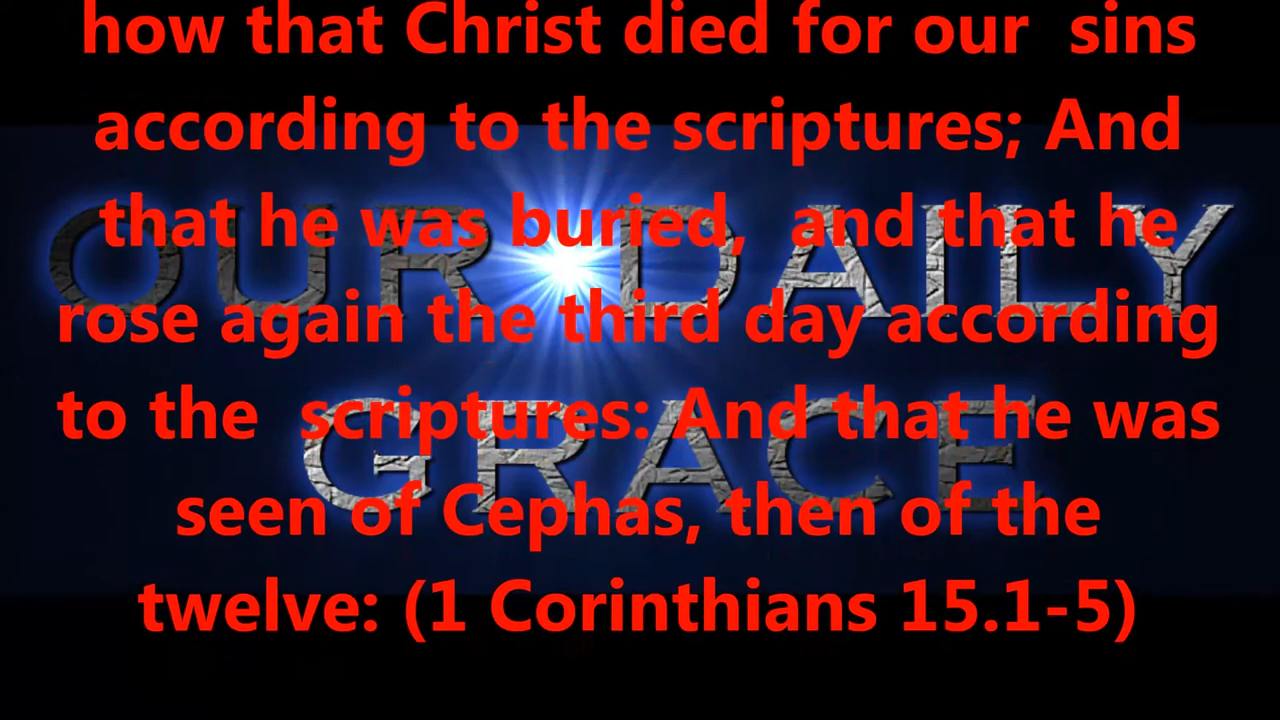 how that Christ died for our sins
according to the scriptures; And
that he was buried, and that he
rose again the third day according
to the scriptures: And that he was
seen of Cephas, then of the
twelve: (1 Corinthians 15.1-5)
OUR DAILY
GRACE